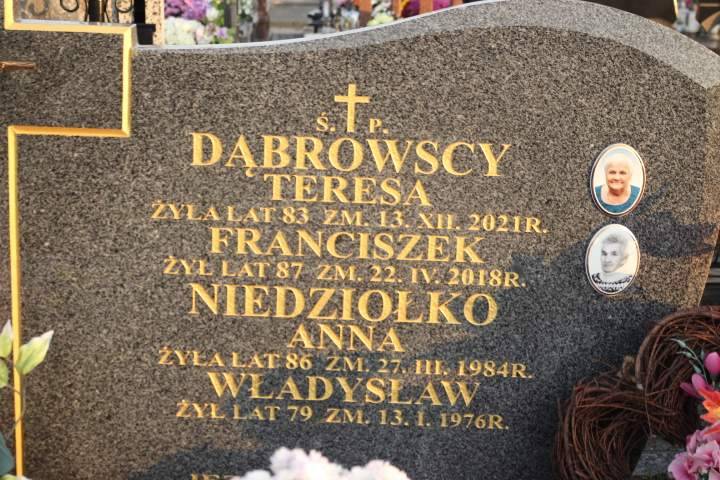 Ś. P.
DĄBROWSCY
TERESA
ŻYŁA LAT 83 ZM. 13. XII. 2021R.
FRANCISZEK
ŻYŁ LAT 87 ZM. 22. IV. 2018R.
NIEDZIOŁKO
ANNA
ŻYŁA LAT 86 ZM. 27. III. 1984R.
WŁADYSŁAW
ŻYŁ LAT 79 ZM. 13. I. 1976R.